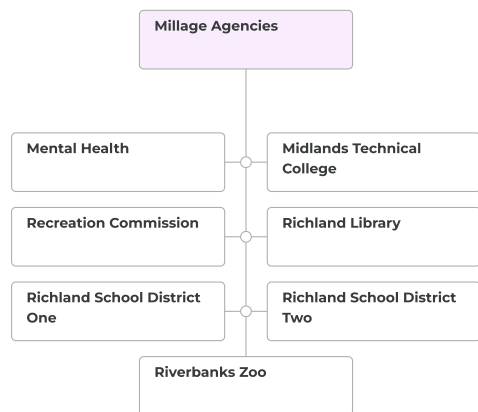 Millage Agencies
Mental Health
Midlands Technical
College
Recreation Commission
Richland Library
Richland School District
One
Richland School District
Two
Riverbanks Zoo